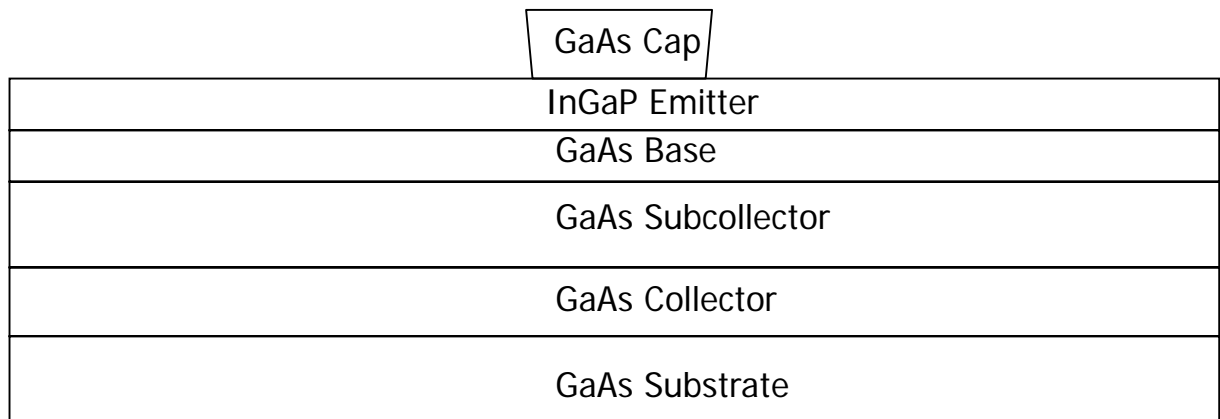 GaAs Cap
InGaP Emitter
GaAs Base
GaAs Subcollector
GaAs Collector
GaAs Substrate